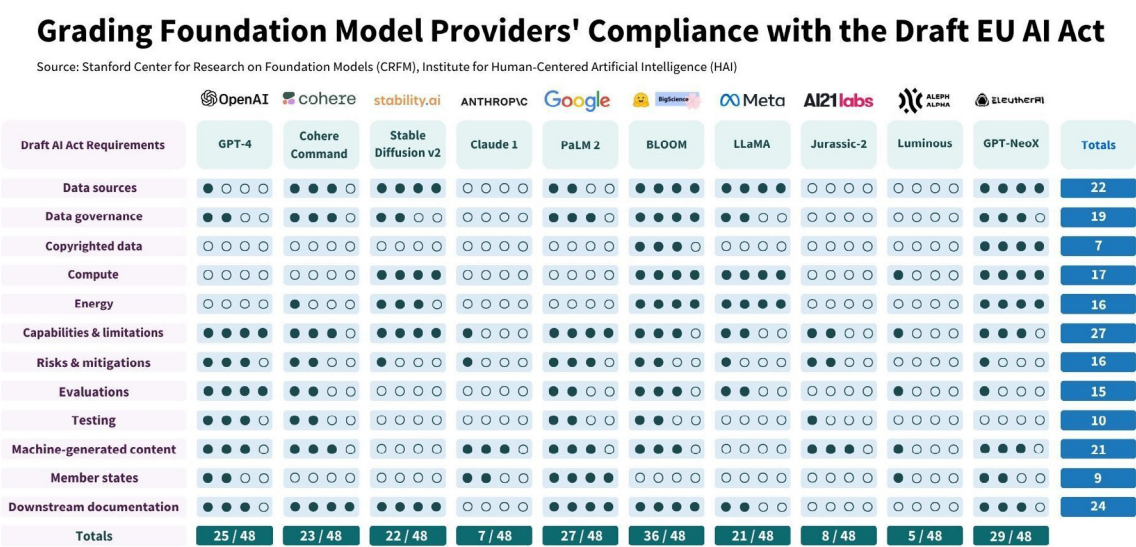 Grading Foundation Model Providers' Compliance with the Draft EU AI Act
Source: Stanford Center for Research on Foundation Models (CRFM), Institute for Human-Centered Artificial Intelligence (HAI)
OpenAI cohere stability.ai ANTHROP\C Google BigScience Meta AI21labs ALEPH ALPHA ELeutherAI
Draft AI Act Requirements GPT-4 Cohere Command Stable Diffusion v2 Claude 1 PaLM 2 BLOOM LLaMA Jurassic-2 Luminous GPT-NeoX Totals
Data sources 22
Data governance 19
Copyrighted data 7
Compute 17
Energy 16
Capabilities & limitations 27
Risks & mitigations 16
Evaluations 15
Testing 10
Machine-generated content 21
Member states 9
Downstream documentation 24
Totals 25 / 48 23 / 48 22 / 48 7 / 48 27 / 48 36 / 48 21 / 48 8 / 48 5 / 48 29 / 48